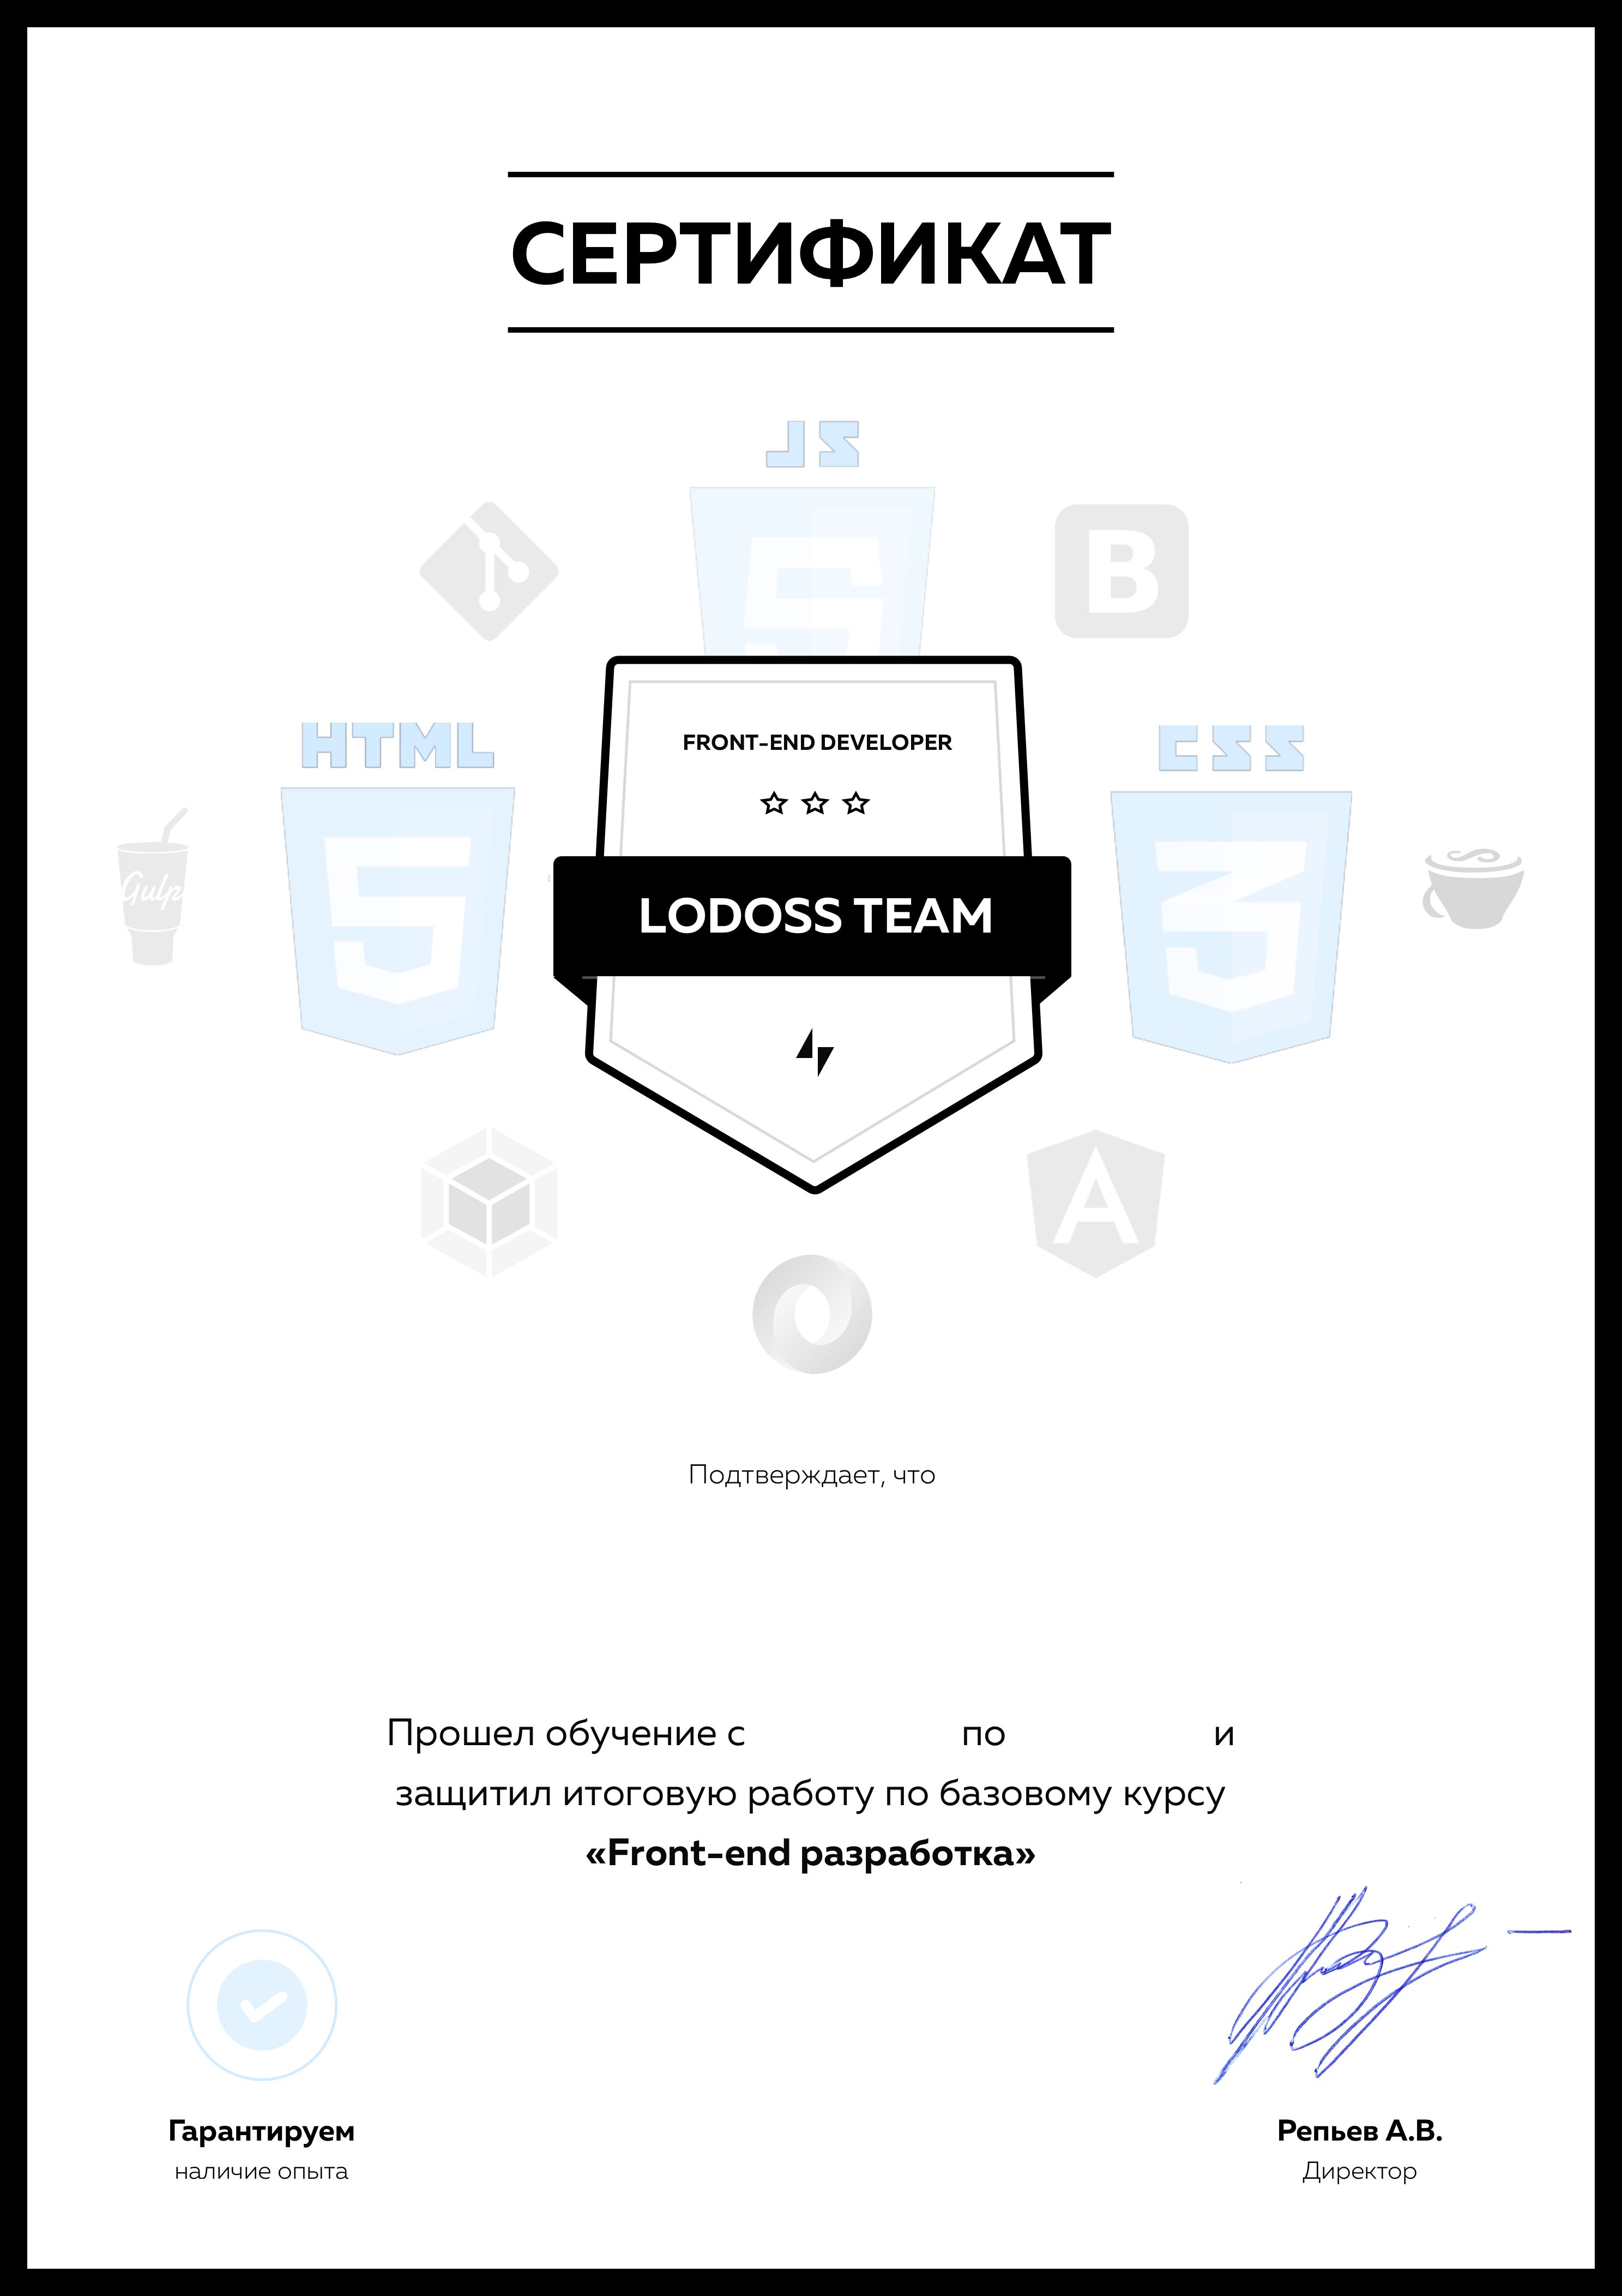 СЕРТИФИКАТ
JS
B
HTML
FRONT-END DEVELOPER
CSS
Gulp
LODOSS TEAM
A
Подтверждает, что
Прошел обучение с по и
защитил итоговую работу по базовому курсу
«Front-end разработка»
Гарантируем
наличие опыта
Репьев А.В.
Директор